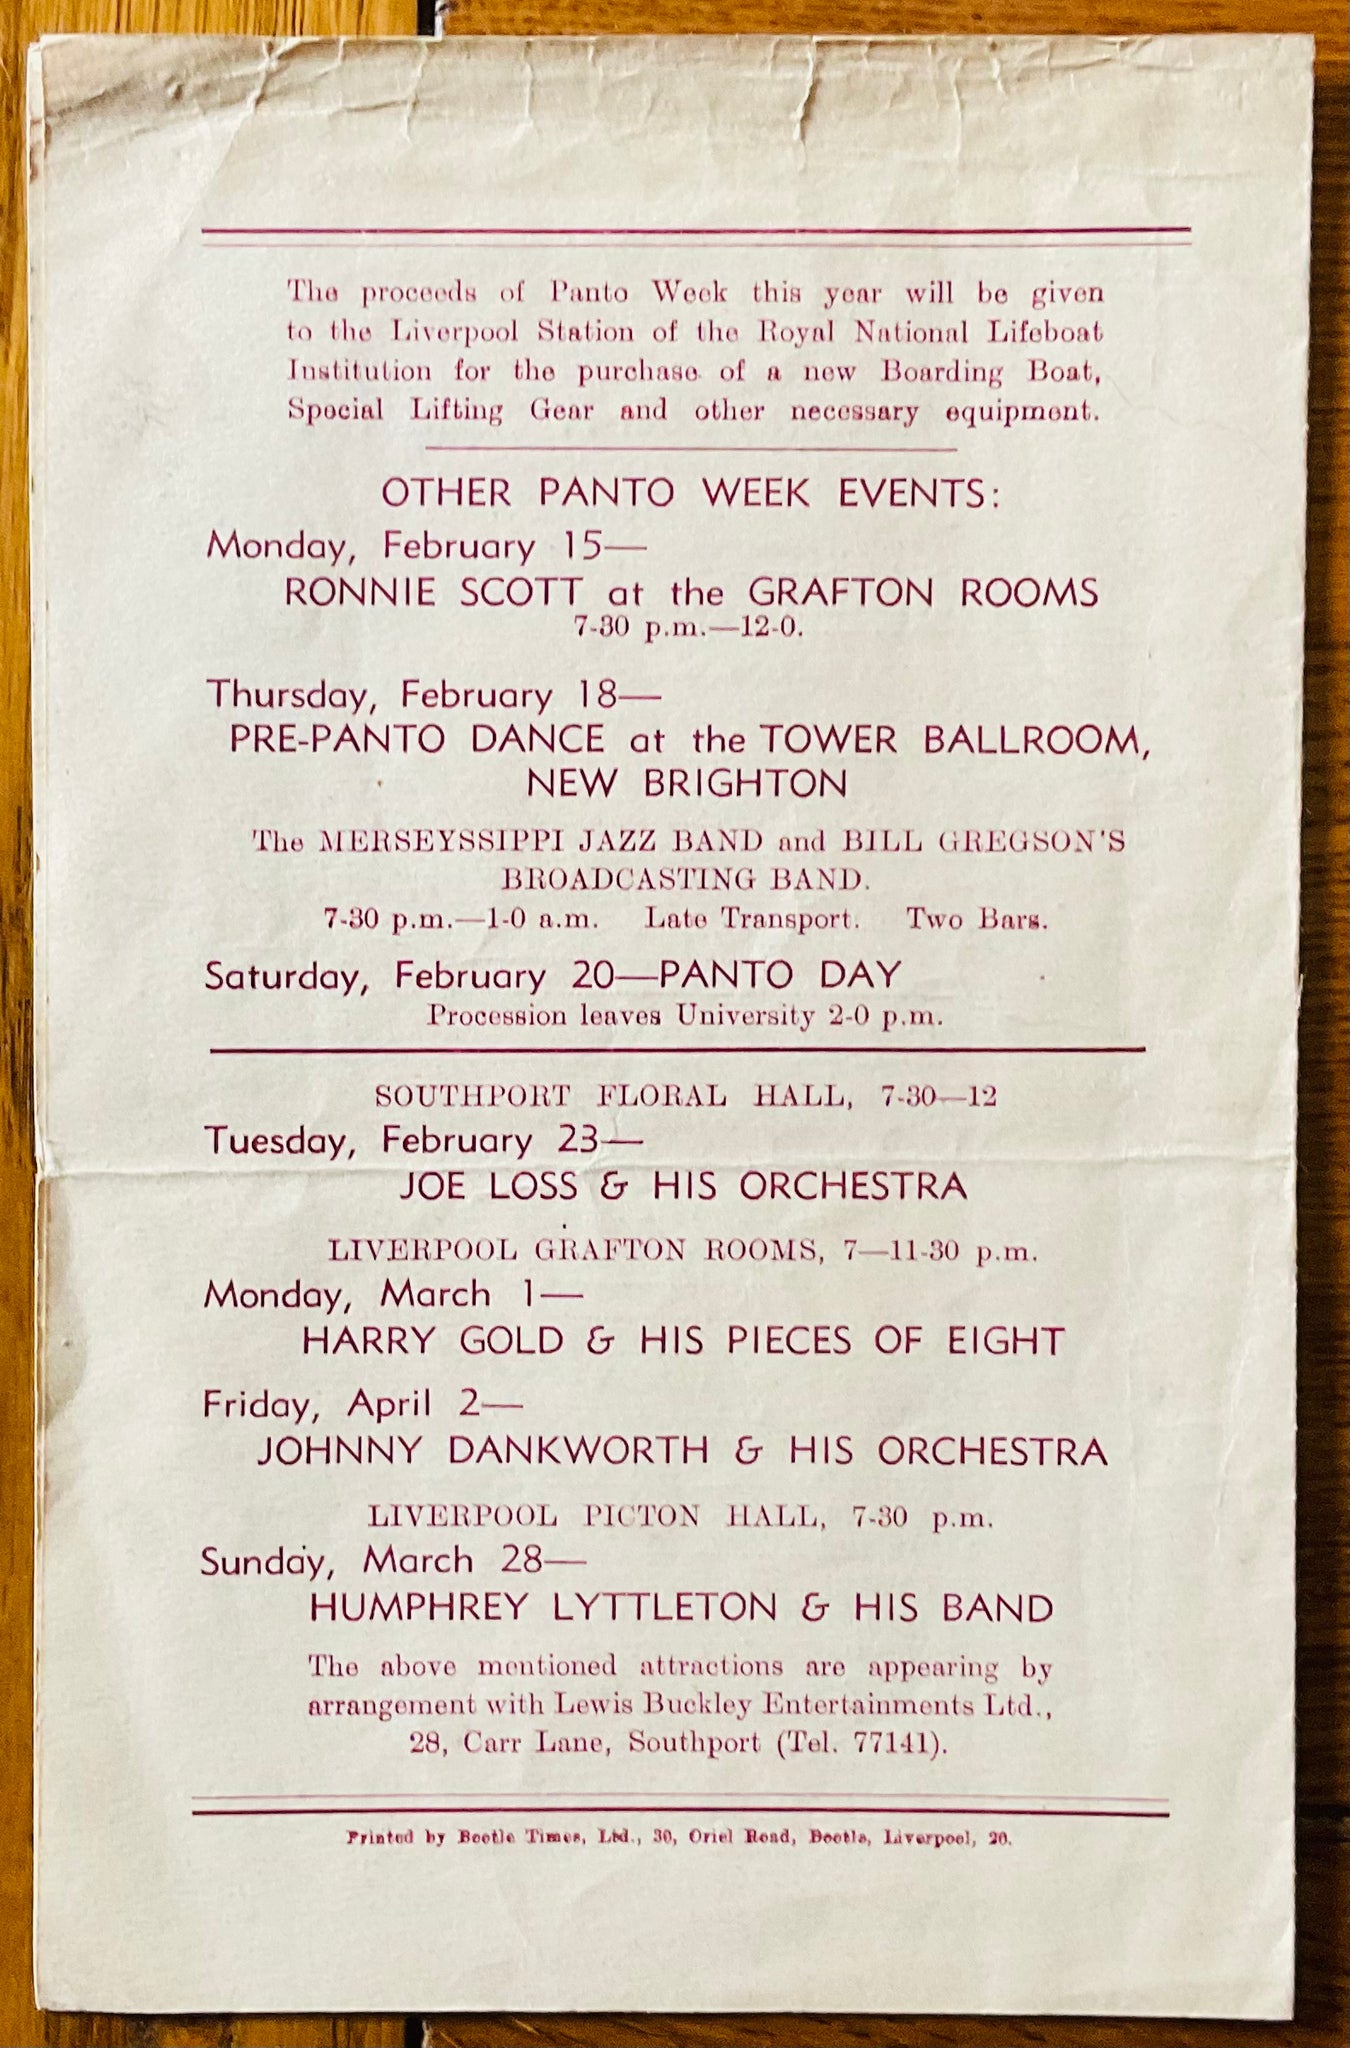 The proceeds of Panto Week this year will be given
to the Liverpool Station of the Royal National Lifeboat
Institution for the purchase of a new Boarding Boat,
Special Lifting Gear and other necessary equipment.
OTHER PANTO WEEK EVENTS:
Monday, February 15—
RONNIE SCOTT at the GRAFTON ROOMS
7-30 p.m.—12-0.
Thursday, February 18—
PRE-PANTO DANCE at the TOWER BALLROOM,
NEW BRIGHTON
The MERSEYSSIPPI JAZZ BAND and BILL GREGSON'S
BROADCASTING BAND.
7-30 p.m.—1-0 a.m. Late Transport. Two Bars.
Saturday, February 20—PANTO DAY
Procession leaves University 2-0 p.m.
SOUTHPORT FLORAL HALL, 7-30—12
Tuesday, February 23—
JOE LOSS & HIS ORCHESTRA
LIVERPOOL GRAFTON ROOMS, 7—11-30 p.m.
Monday, March 1—
HARRY GOLD & HIS PIECES OF EIGHT
Friday, April 2—
JOHNNY DANKWORTH & HIS ORCHESTRA
LIVERPOOL PICTON HALL, 7-30 p.m.
Sunday, March 28—
HUMPHREY LYTTLETON & HIS BAND
The above mentioned attractions are appearing by
arrangement with Lewis Buckley Entertainments Ltd.,
28, Carr Lane, Southport (Tel. 77141).
Printed by Bootle Times, Ltd., 30, Oriel Road, Bootle, Liverpool, 20.